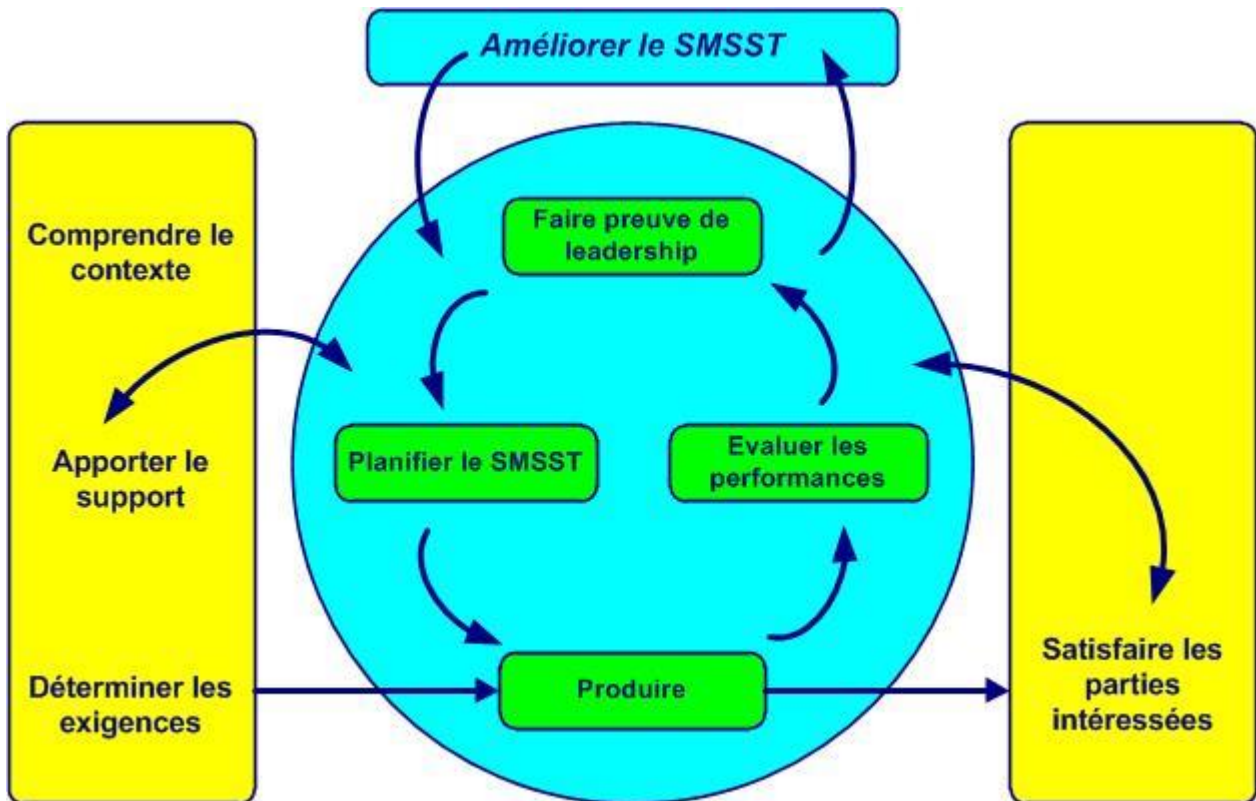 Améliorer le SMSST
Comprendre le
contexte
Apporter le
support
Déterminer les
exigences
Faire preuve de
leadership
Planifier le SMSST
Evaluer les
performances
Produire
Satisfaire les
parties
intéressées